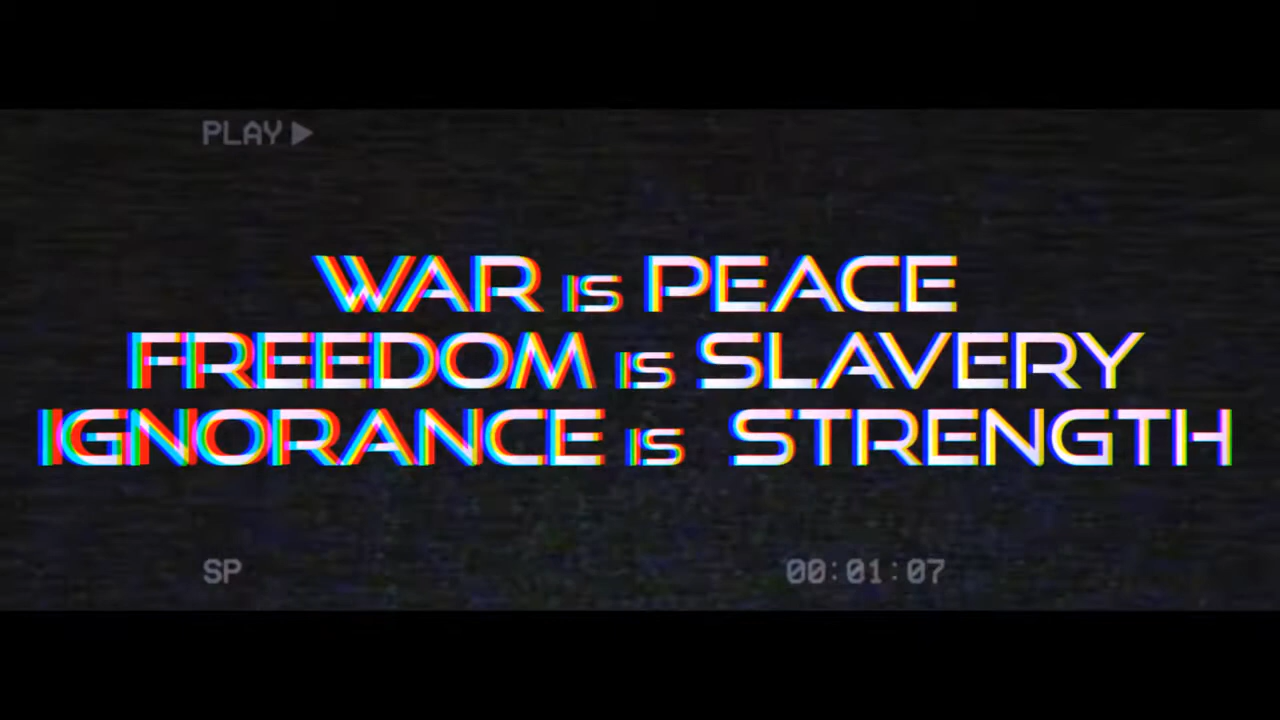 PLAY ▶
WAR IS PEACE
FREEDOM IS SLAVERY
IGNORANCE IS STRENGTH
SP 00:01:07